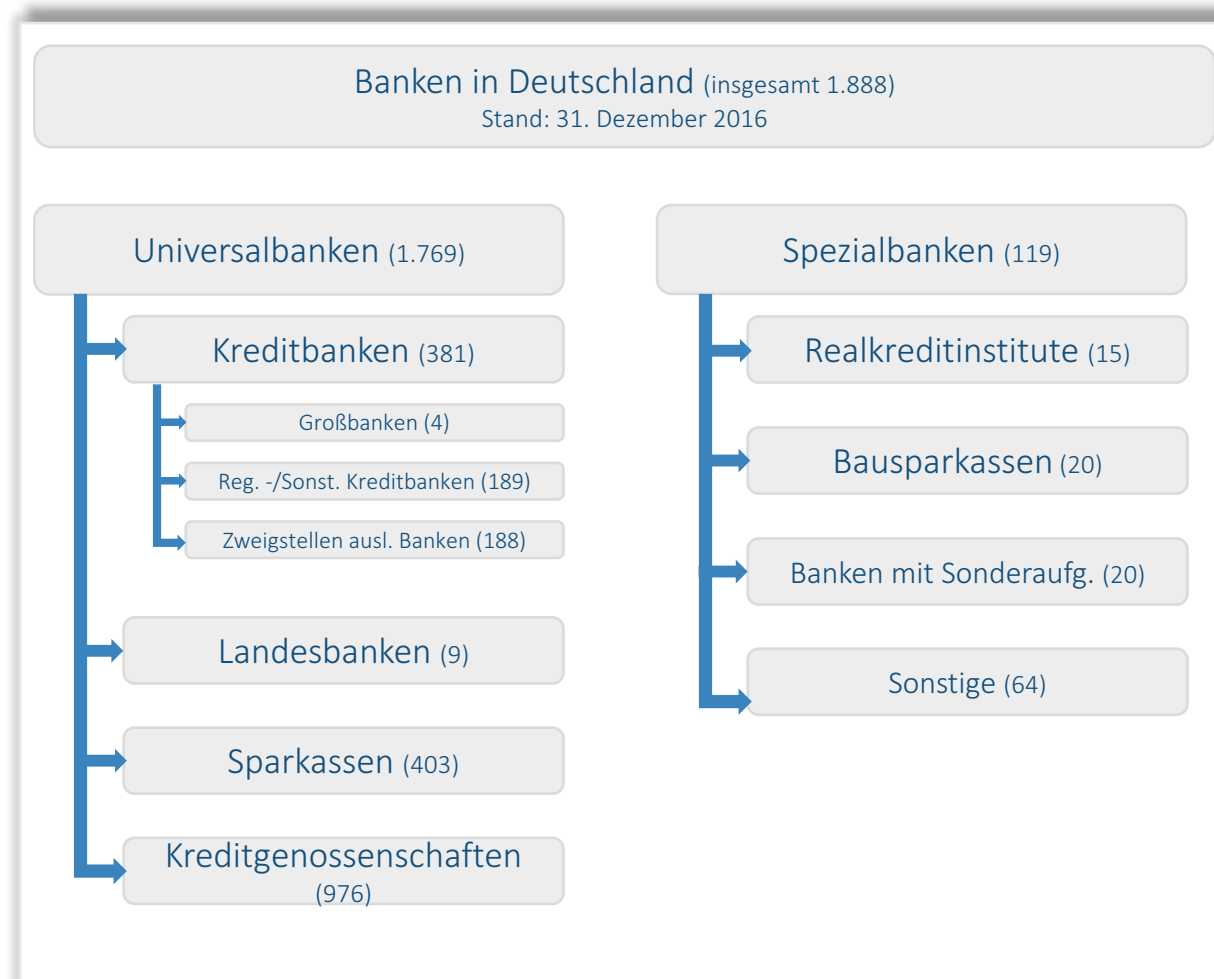 Banken in Deutschland (insgesamt 1.888)
Stand: 31. Dezember 2016
Universalbanken (1.769)
Kreditbanken (381)
Großbanken (4)
Reg. -/Sonst. Kreditbanken (189)
Zweigstellen ausl. Banken (188)
Landesbanken (9)
Sparkassen (403)
Kreditgenossenschaften
(976)
Spezialbanken (119)
Realkreditinstitute (15)
Bausparkassen (20)
Banken mit Sonderaufg. (20)
Sonstige (64)